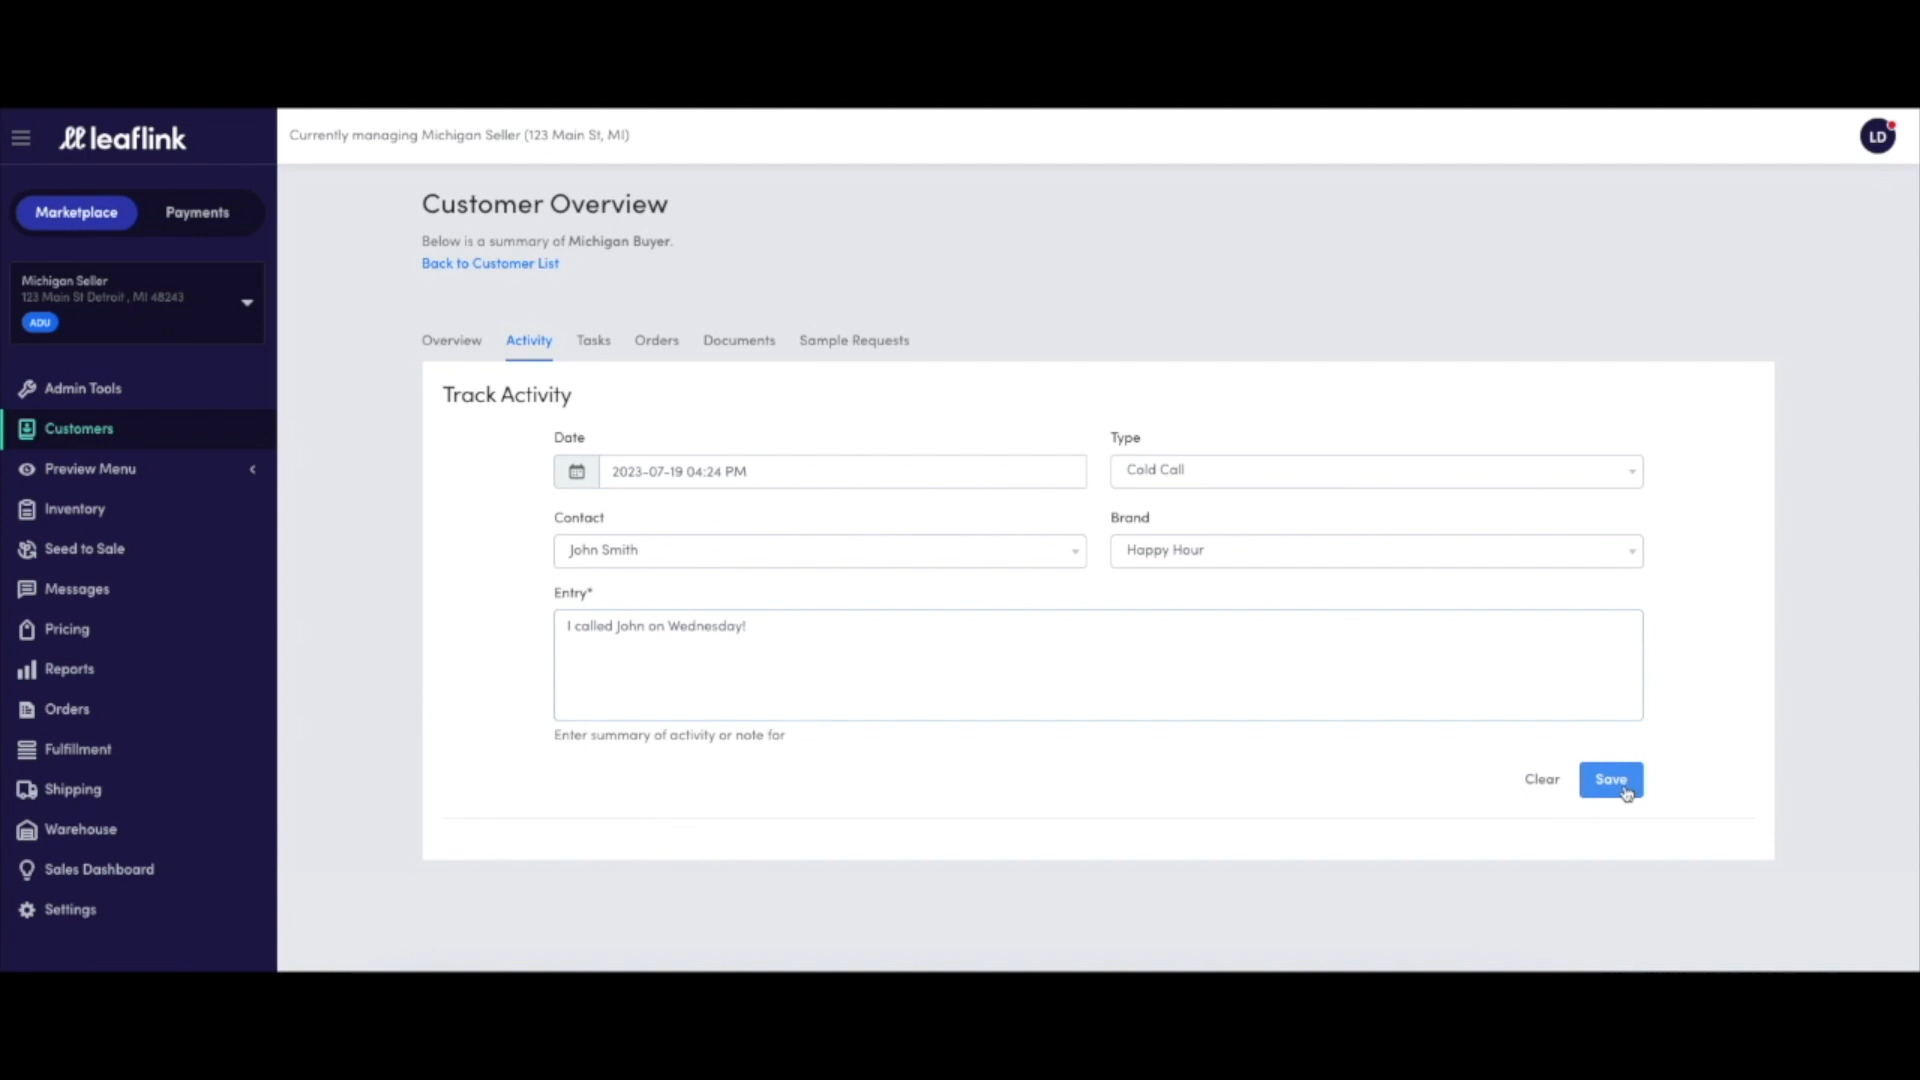 leaflink
Currently managing Michigan Seller (123 Main St, MI)
LD
Marketplace
Payments
Michigan Seller
123 Main St Detroit , MI 48243
ADU
Admin Tools
Customers
Preview Menu
Inventory
Seed to Sale
Messages
Pricing
Reports
Orders
Fulfillment
Shipping
Warehouse
Sales Dashboard
Settings
Customer Overview
Below is a summary of Michigan Buyer.
Back to Customer List
Overview Activity Tasks Orders Documents Sample Requests
Track Activity
Date
Type
2023-07-19 04:24 PM
Cold Call
Contact
Brand
John Smith
Happy Hour
Entry*
I called John on Wednesday!
Enter summary of activity or note for
Clear
Save